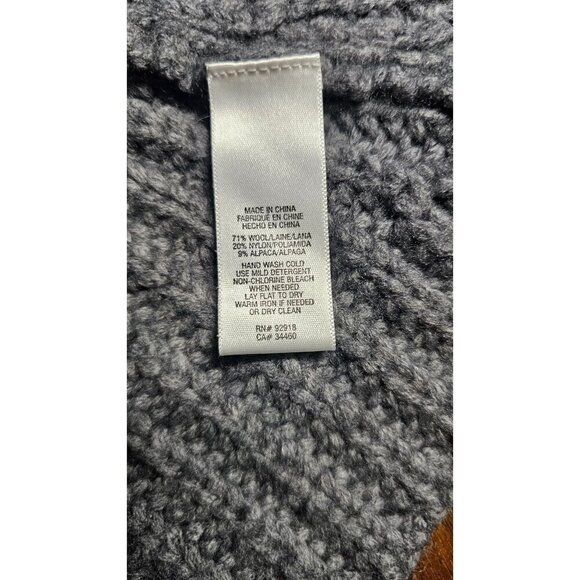 MADE IN CHINA
FABRIQUÉ EN CHINE
HECHO EN CHINA
71% WOOL/LAINE/LANA
20% NYLON/POLIAMIDA
9% ALPACA/ALPAGA
HAND WASH COLD
USE MILD DETERGENT
NON-CHLORINE BLEACH
WHEN NEEDED
LAY FLAT TO DRY
WARM IRON IF NEEDED
OR DRY CLEAN
RN# 92918
CA# 34460